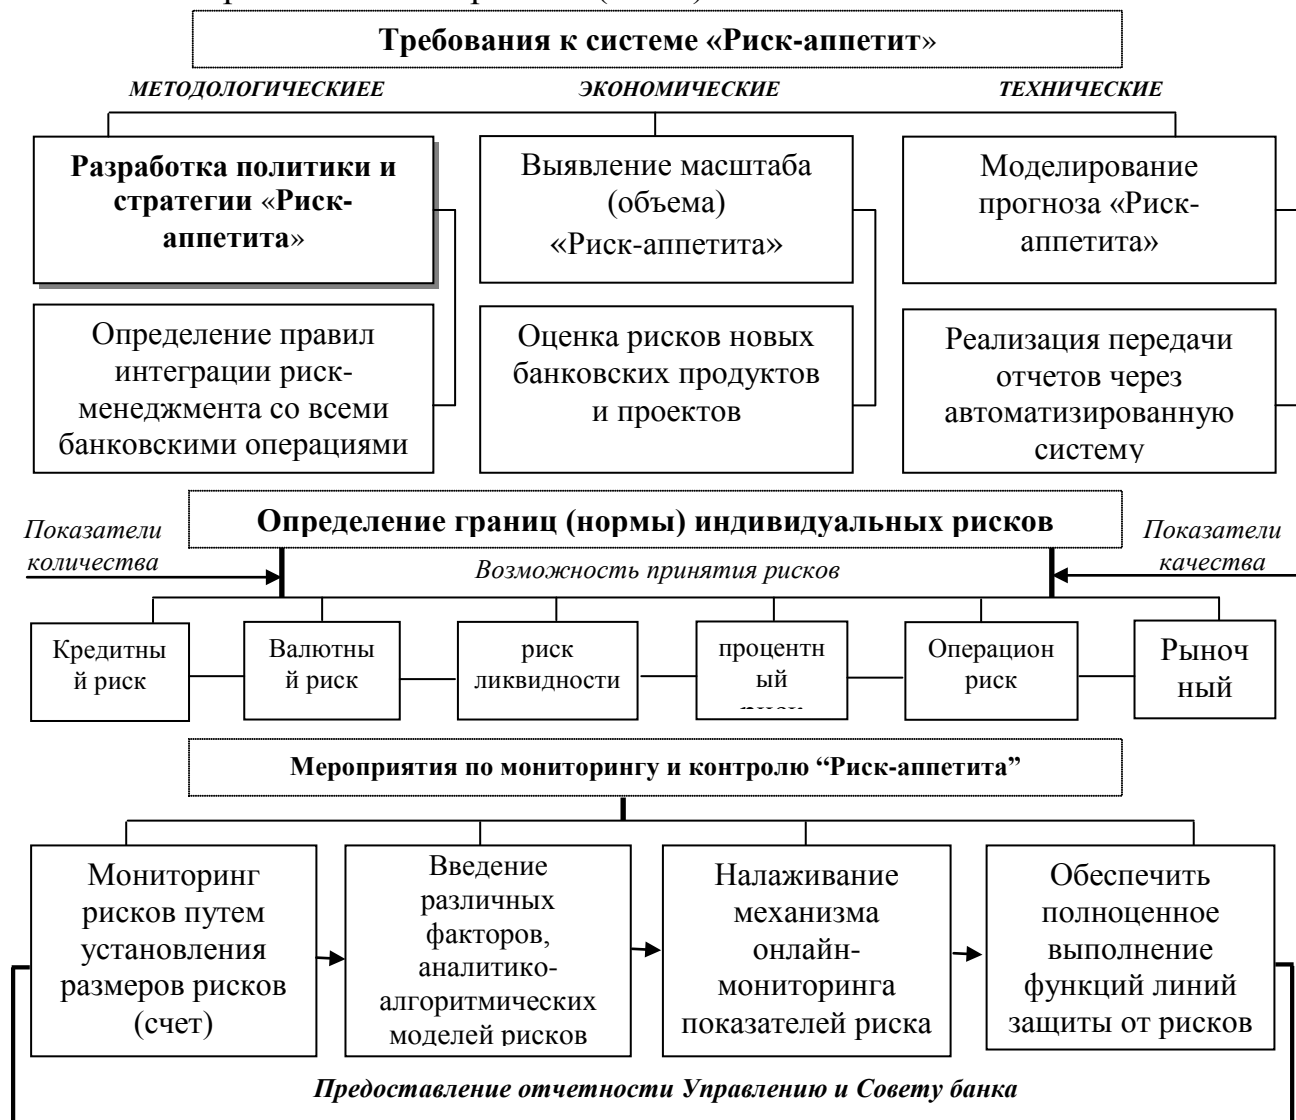 Требования к системе «Риск-аппетит»
МЕТОДОЛОГИЧЕСКИЕЕ
ЭКОНОМИЧЕСКИЕ
ТЕХНИЧЕСКИЕ
Разработка политики и
стратегии «Риск-
аппетита»
Выявление масштаба
(объема)
«Риск-аппетита»
Моделирование
прогноза «Риск-
аппетита»
Определение правил
интеграции риск-
менеджмента со всеми
банковскими операциями
Оценка рисков новых
банковских продуктов
и проектов
Реализация передачи
отчетов через
автоматизированную
систему
Определение границ (нормы) индивидуальных рисков
Показатели
количества
Возможность принятия рисков
Показатели
качества
Кредитны
й риск
Валютны
й риск
риск
ликвидности
процентн
ый
риск
Операцион
риск
Рыноч
ный
Мероприятия по мониторингу и контролю “Риск-аппетита”
Мониторинг
рисков путем
установления
размеров рисков
(счет)
Введение
различных
факторов,
аналитико-
алгоритмических
моделей рисков
Налаживание
механизма
онлайн-
мониторинга
показателей риска
Обеспечить
полноценное
выполнение
функций линий
защиты от рисков
Предоставление отчетности Управлению и Совету банка